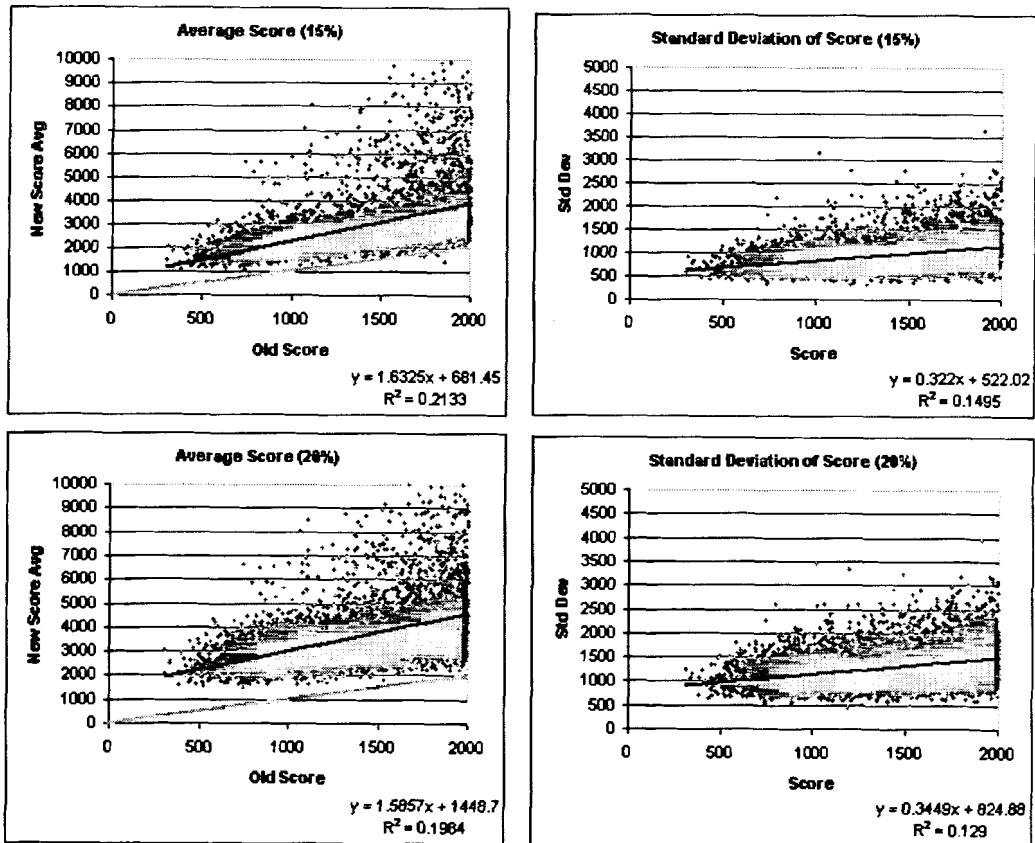 Average Score (15%)
New Score Avg
10000
9000
8000
7000
6000
5000
4000
3000
2000
1000
0
0 500 1000 1500 2000
Old Score
y = 1.6325x + 681.45
R² = 0.2133
Standard Deviation of Score (15%)
Std Dev
5000
4500
4000
3500
3000
2500
2000
1500
1000
500
0
0 500 1000 1500 2000
Score
y = 0.322x + 522.02
R² = 0.1495
Average Score (20%)
New Score Avg
10000
9000
8000
7000
6000
5000
4000
3000
2000
1000
0
0 500 1000 1500 2000
Old Score
y = 1.5857x + 1448.7
R² = 0.1984
Standard Deviation of Score (20%)
Std Dev
5000
4500
4000
3500
3000
2500
2000
1500
1000
500
0
0 500 1000 1500 2000
Score
y = 0.3449x + 824.88
R² = 0.129